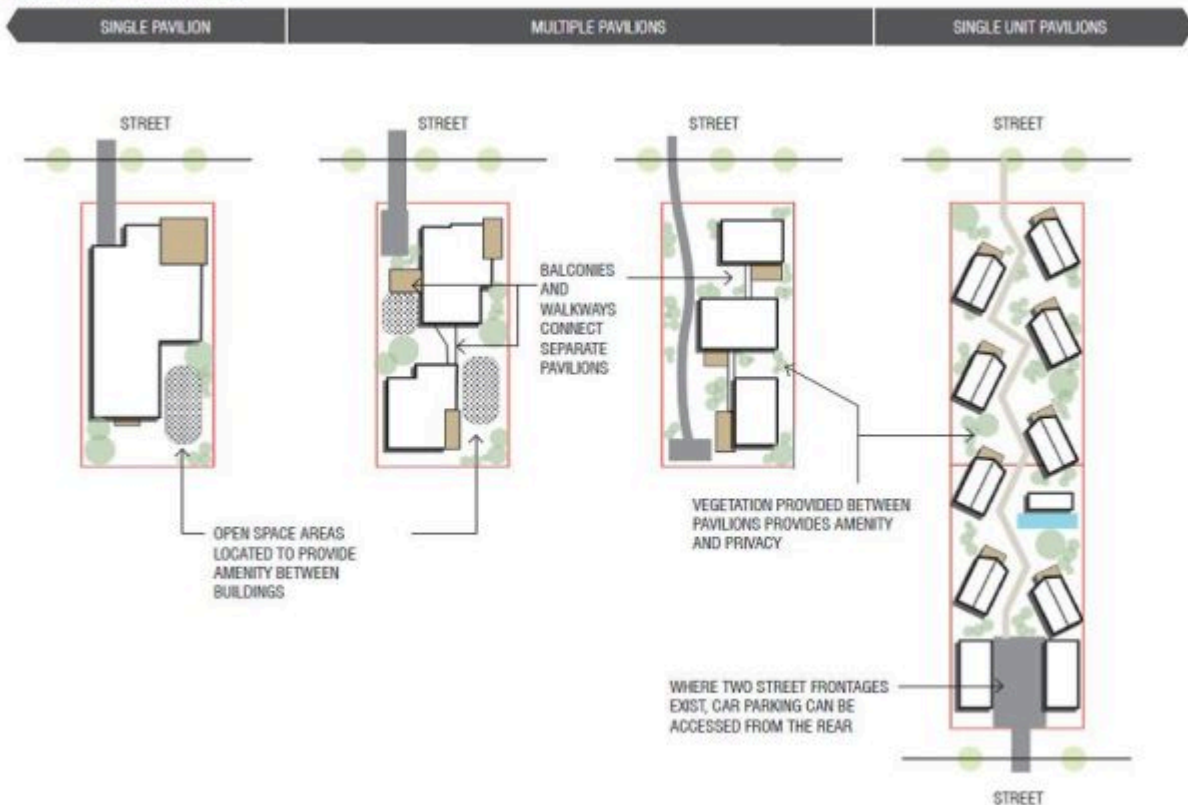 SINGLE PAVILION
MULTIPLE PAVILIONS
SINGLE UNIT PAVILIONS
STREET
STREET
STREET
STREET
BALCONIES
AND
WALKWAYS
CONNECT
SEPARATE
PAVILIONS
OPEN SPACE AREAS
LOCATED TO PROVIDE
AMENITY BETWEEN
BUILDINGS
VEGETATION PROVIDED BETWEEN
PAVILIONS PROVIDES AMENITY
AND PRIVACY
WHERE TWO STREET FRONTAGES
EXIST, CAR PARKING CAN BE
ACCESSED FROM THE REAR
STREET